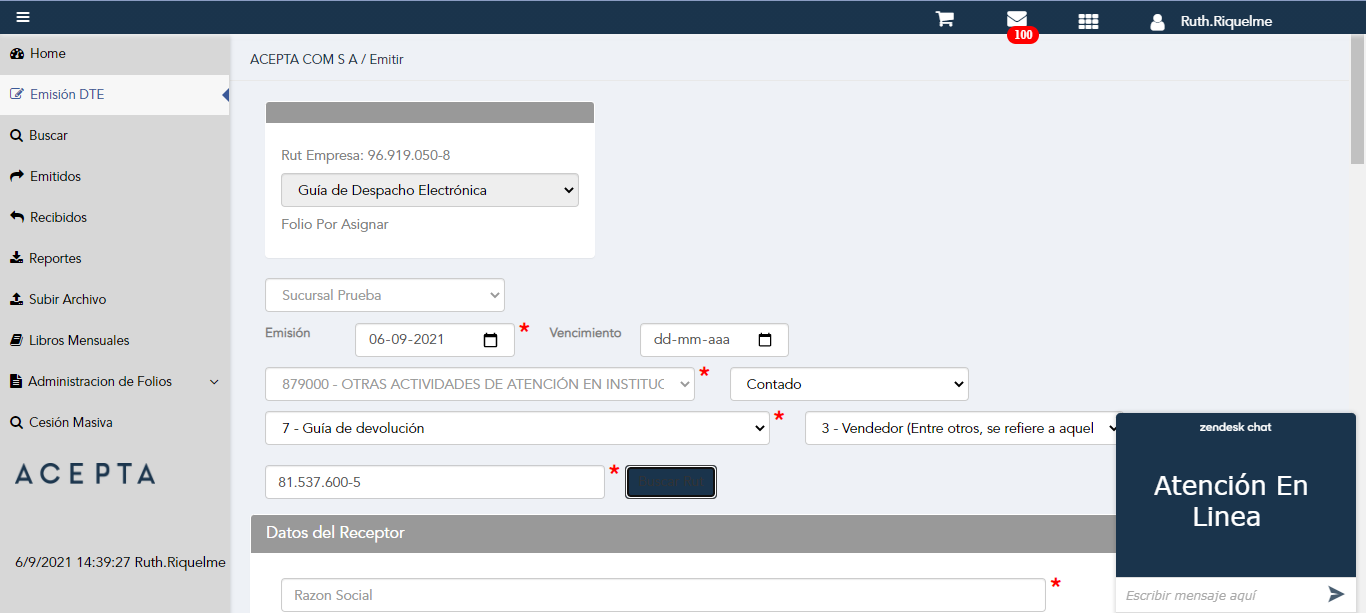 Ruth.Riquelme
100
Home
Emisión DTE
Buscar
Emitidos
Recibidos
Reportes
Subir Archivo
Libros Mensuales
Administracion de Folios
Cesión Masiva
ACEPTA
6/9/2021 14:39:27 Ruth.Riquelme
ACEPTA COM S A / Emitir
Rut Empresa: 96.919.050-8
Guía de Despacho Electrónica
Folio Por Asignar
Sucursal Prueba
Emisión 06-09-2021 * Vencimiento dd-mm-aaa
879000 - OTRAS ACTIVIDADES DE ATENCIÓN EN INSTITUC * Contado
7 - Guía de devolución * 3 - Vendedor (Entre otros, se refiere a aquel
81.537.600-5 *
Datos del Receptor
Razon Social *
zendesk chat
Atención En
Linea
Escribir mensaje aquí